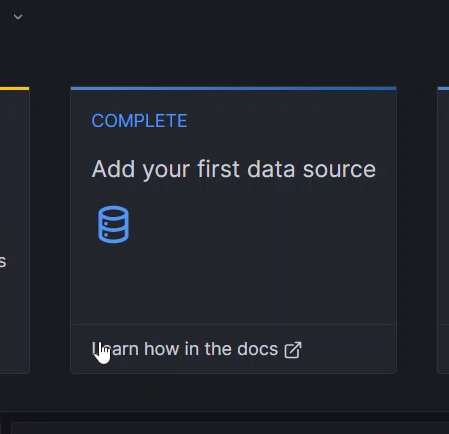 COMPLETE
Add your first data source
s
Learn how in the docs